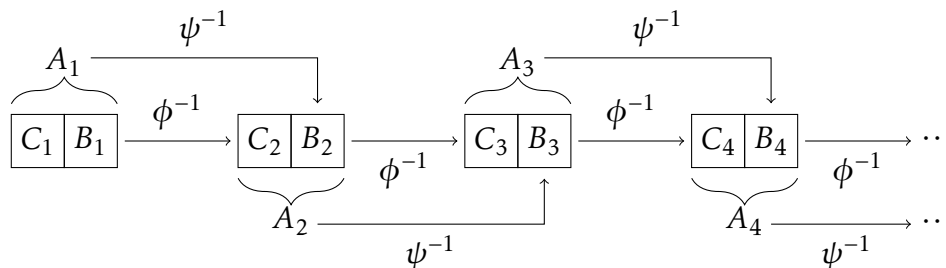 ψ⁻¹ ψ⁻¹
A₁ A₃
ϕ⁻¹ ϕ⁻¹
C₁ B₁ C₂ B₂ C₃ B₃ C₄ B₄ ··
ϕ⁻¹ ϕ⁻¹
A₂ A₄ ··
ψ⁻¹ ψ⁻¹